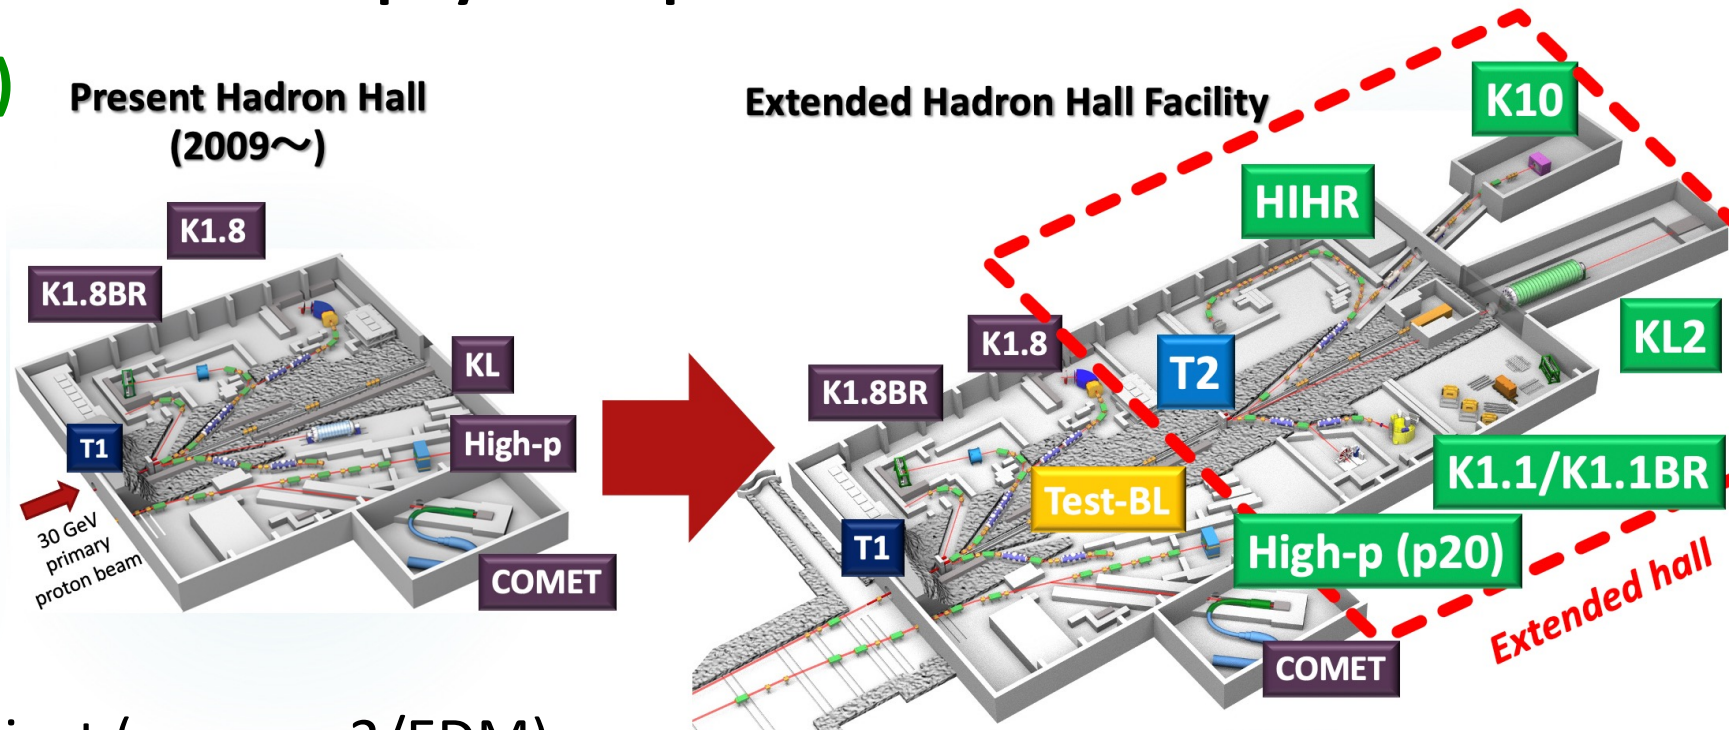 )
Present Hadron Hall
(2009～)
K1.8
K1.8BR
KL
High-p
T1
30 GeV
primary
proton beam
COMET
Extended Hadron Hall Facility
K10
HIHR
K1.8
K1.8BR
T2
KL2
K1.1/K1.1BR
Test-BL
T1
High-p (p20)
COMET
Extended hall